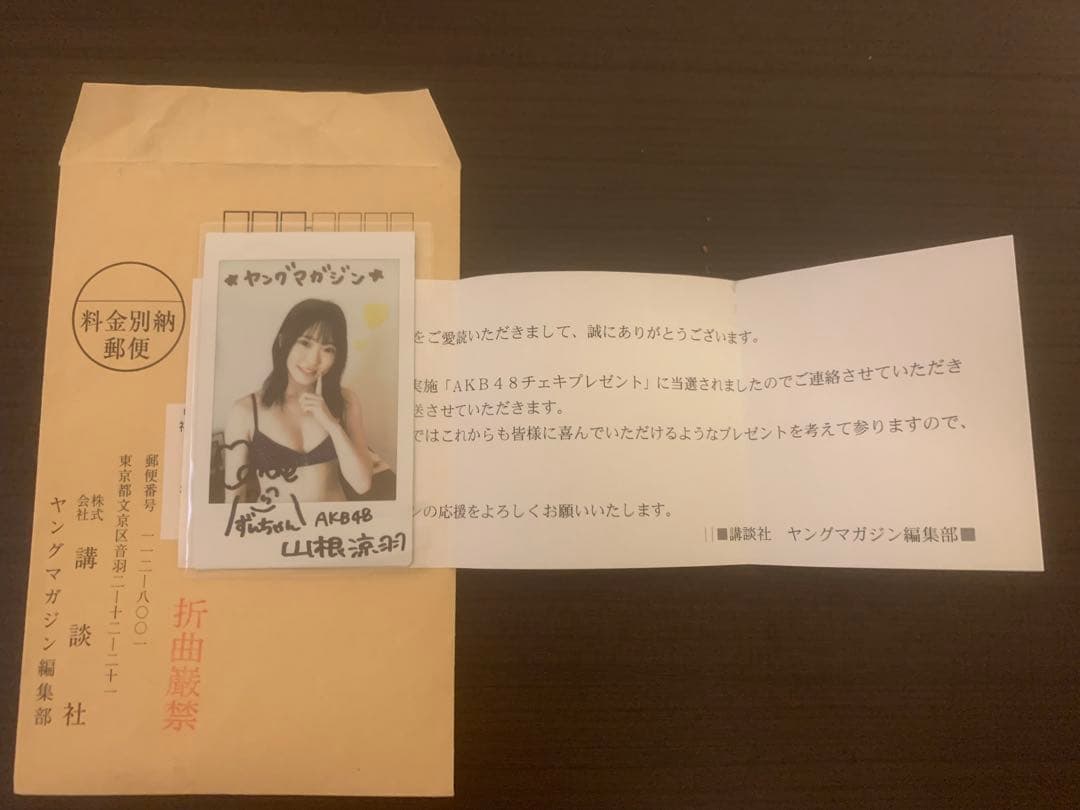 料金別納
郵便
郵便番号 一一二―八〇〇一
東京都文京区音羽二―十二―二十一
株式会社 講談社
ヤングマガジン編集部
折曲厳禁
★ヤングマガジン★
ずんちゃん
AKB48
山根涼羽
をご愛読いただきまして、誠にありがとうございます。
実施「ＡＫＢ４８チェキプレゼント」に当選されましたのでご連絡させていただき
送させていただきます。
ではこれからも皆様に喜んでいただけるようなプレゼントを考えて参りますので、
ンの応援をよろしくお願いいたします。
■講談社 ヤングマガジン編集部■